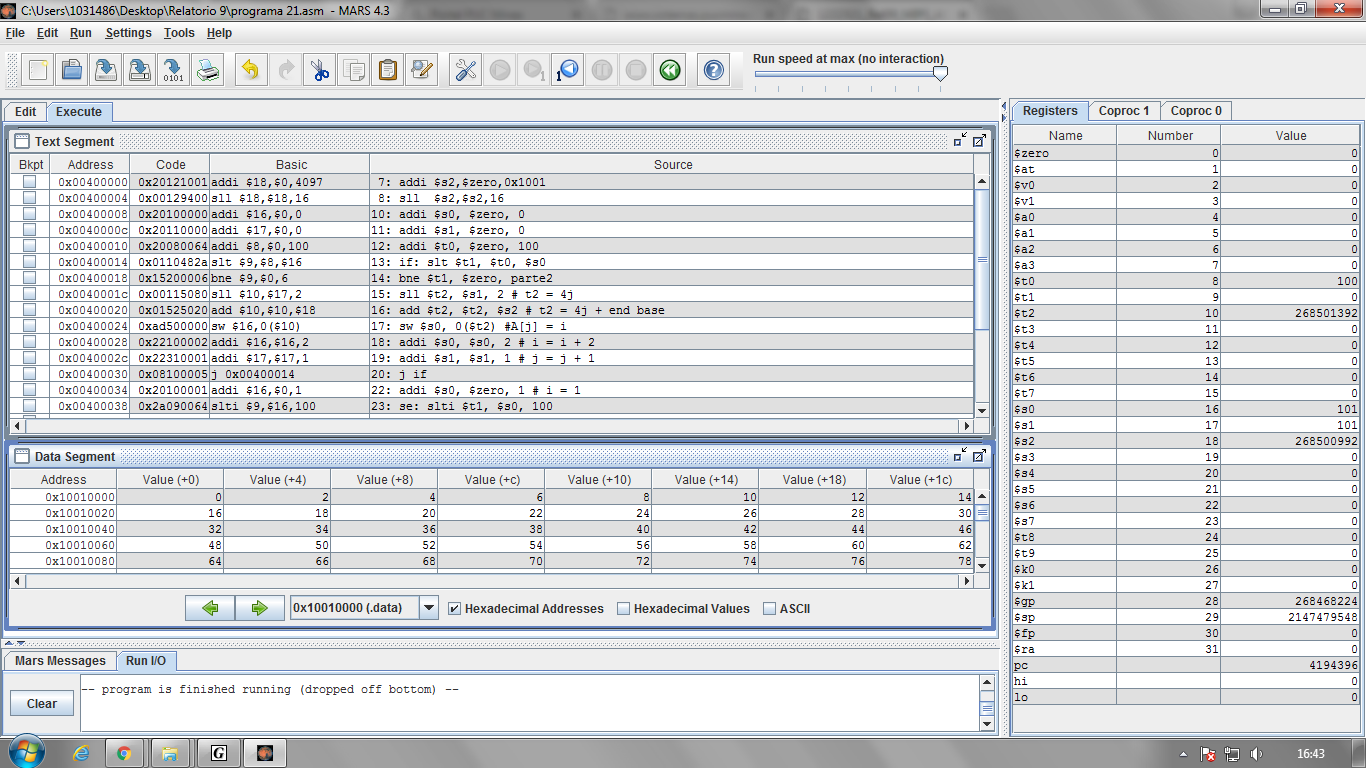 C:\Users\1031486\Desktop\Relatorio 9\programa 21.asm - MARS 4.3
File Edit Run Settings Tools Help
Run speed at max (no interaction)
Edit Execute
Text Segment
Bkpt Address Code Basic Source
0x00400000 0x20121001 addi $18,$0,4097 7: addi $s2,$zero,0x1001
0x00400004 0x00129400 sll $18,$18,16 8: sll $s2,$s2,16
0x00400008 0x20100000 addi $16,$0,0 10: addi $s0, $zero, 0
0x0040000c 0x20110000 addi $17,$0,0 11: addi $s1, $zero, 0
0x00400010 0x20080064 addi $8,$0,100 12: addi $t0, $zero, 100
0x00400014 0x0110482a slt $9,$8,$16 13: if: slt $t1, $t0, $s0
0x00400018 0x15200006 bne $9,$0,6 14: bne $t1, $zero, parte2
0x0040001c 0x00115080 sll $10,$17,2 15: sll $t2, $s1, 2 # t2 = 4j
0x00400020 0x01525020 add $10,$10,$18 16: add $t2, $t2, $s2 # t2 = 4j + end base
0x00400024 0xad500000 sw $16,0($10) 17: sw $s0, 0($t2) #A[j] = i
0x00400028 0x22100002 addi $16,$16,2 18: addi $s0, $s0, 2 # i = i + 2
0x0040002c 0x22310001 addi $17,$17,1 19: addi $s1, $s1, 1 # j = j + 1
0x00400030 0x08100005 j 0x00400014 20: j if
0x00400034 0x20100001 addi $16,$0,1 22: addi $s0, $zero, 1 # i = 1
0x00400038 0x2a090064 slti $9,$16,100 23: se: slti $t1, $s0, 100
Data Segment
Address Value (+0) Value (+4) Value (+8) Value (+c) Value (+10) Value (+14) Value (+18) Value (+1c)
0x10010000 0 2 4 6 8 10 12 14
0x10010020 16 18 20 22 24 26 28 30
0x10010040 32 34 36 38 40 42 44 46
0x10010060 48 50 52 54 56 58 60 62
0x10010080 64 66 68 70 72 74 76 78
0x10010000 (.data) Hexadecimal Addresses Hexadecimal Values ASCII
Mars Messages Run I/O
Clear
-- program is finished running (dropped off bottom) --
Registers Coproc 1 Coproc 0
Name Number Value
$zero 0 0
$at 1 0
$v0 2 0
$v1 3 0
$a0 4 0
$a1 5 0
$a2 6 0
$a3 7 0
$t0 8 100
$t1 9 0
$t2 10 268501392
$t3 11 0
$t4 12 0
$t5 13 0
$t6 14 0
$t7 15 0
$s0 16 101
$s1 17 101
$s2 18 268500992
$s3 19 0
$s4 20 0
$s5 21 0
$s6 22 0
$s7 23 0
$t8 24 0
$t9 25 0
$k0 26 0
$k1 27 0
$gp 28 268468224
$sp 29 2147479548
$fp 30 0
$ra 31 0
pc 4194396
hi 0
lo 0
16:43